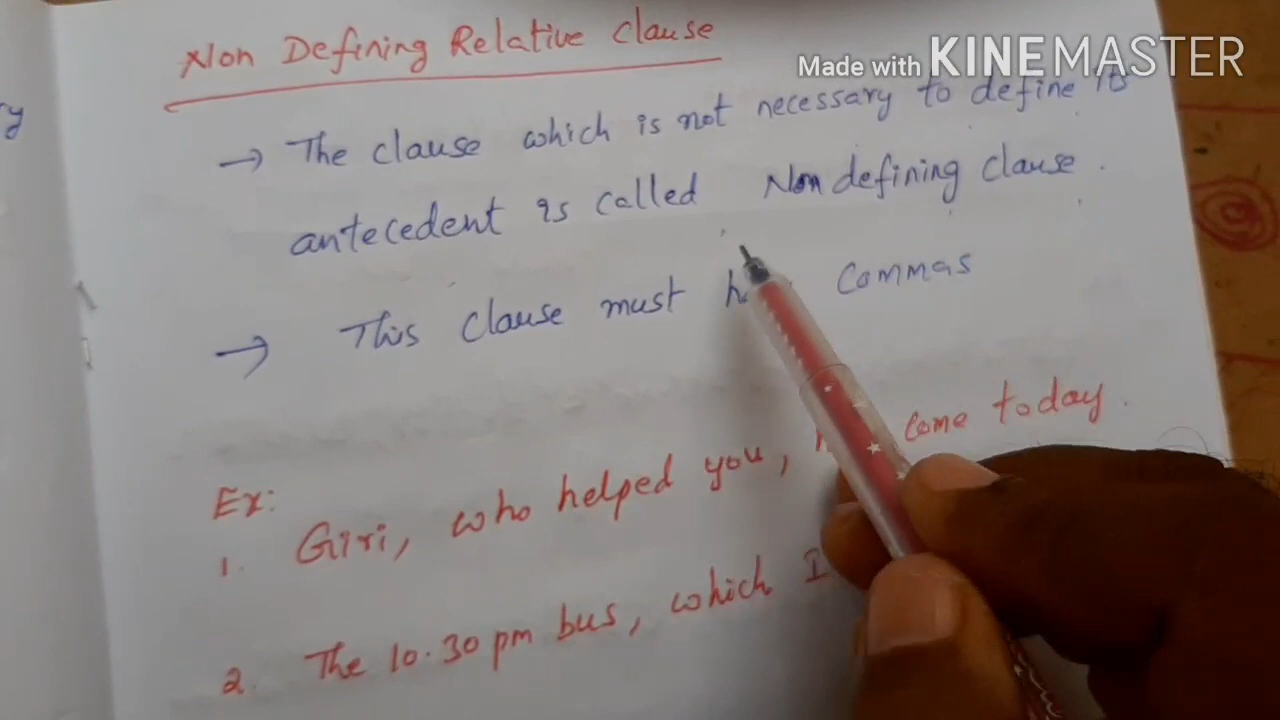 Non Defining Relative Clause
Made with KINEMASTER
→ The clause which is not necessary to define its
antecedent is called Non defining clause.
→ This clause must commas
Ex:
1. Giri, who helped you, come today.
2. The 10.30 pm bus, which I
y